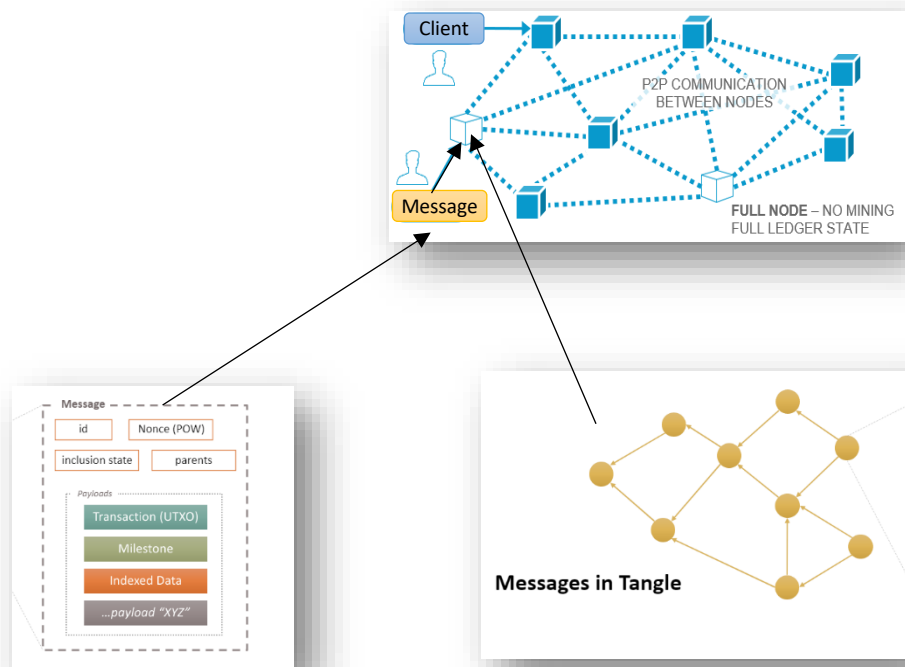 Client
P2P COMMUNICATION
BETWEEN NODES
Message
FULL NODE – NO MINING
FULL LEDGER STATE
Message
id
Nonce (POW)
inclusion state
parents
Payloads
Transaction (UTXO)
Milestone
Indexed Data
...payload "XYZ"
Messages in Tangle